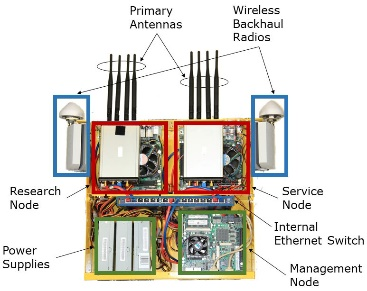 Primary
Antennas
Wireless
Backhaul
Radios
Research
Node
Service
Node
Internal
Ethernet Switch
Power
Supplies
Management
Node